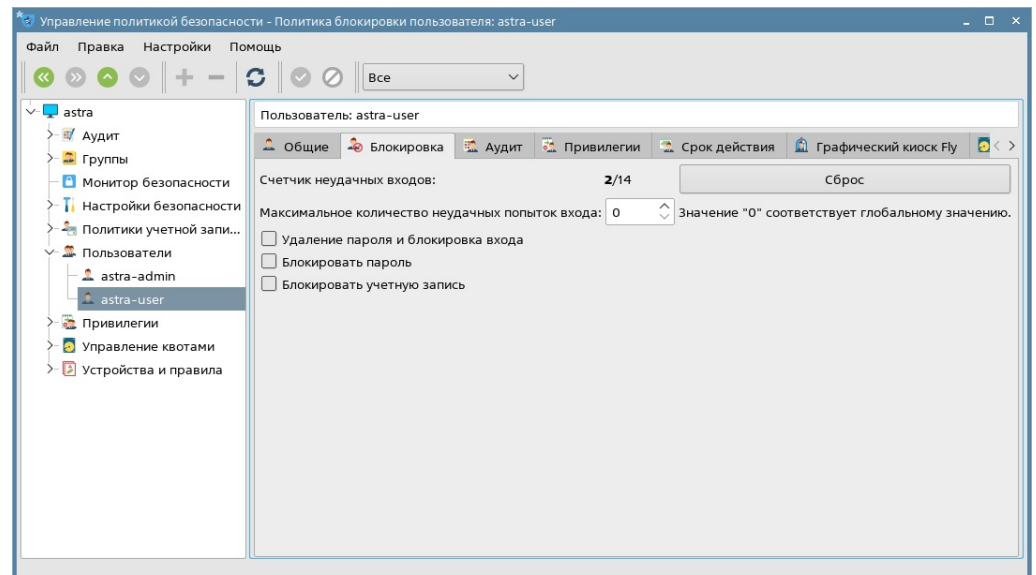 Управление политикой безопасности - Политика блокировки пользователя: astra-user
Файл Правка Настройки Помощь
Все
astra
Аудит
Группы
Монитор безопасности
Настройки безопасности
Политики учетной запи...
Пользователи
astra-admin
astra-user
Привилегии
Управление квотами
Устройства и правила
Пользователь: astra-user
Общие Блокировка Аудит Привилегии Срок действия Графический киоск Fly
Счетчик неудачных входов: 2/14 Сброс
Максимальное количество неудачных попыток входа: 0 Значение "0" соответствует глобальному значению.
Удаление пароля и блокировка входа
Блокировать пароль
Блокировать учетную запись